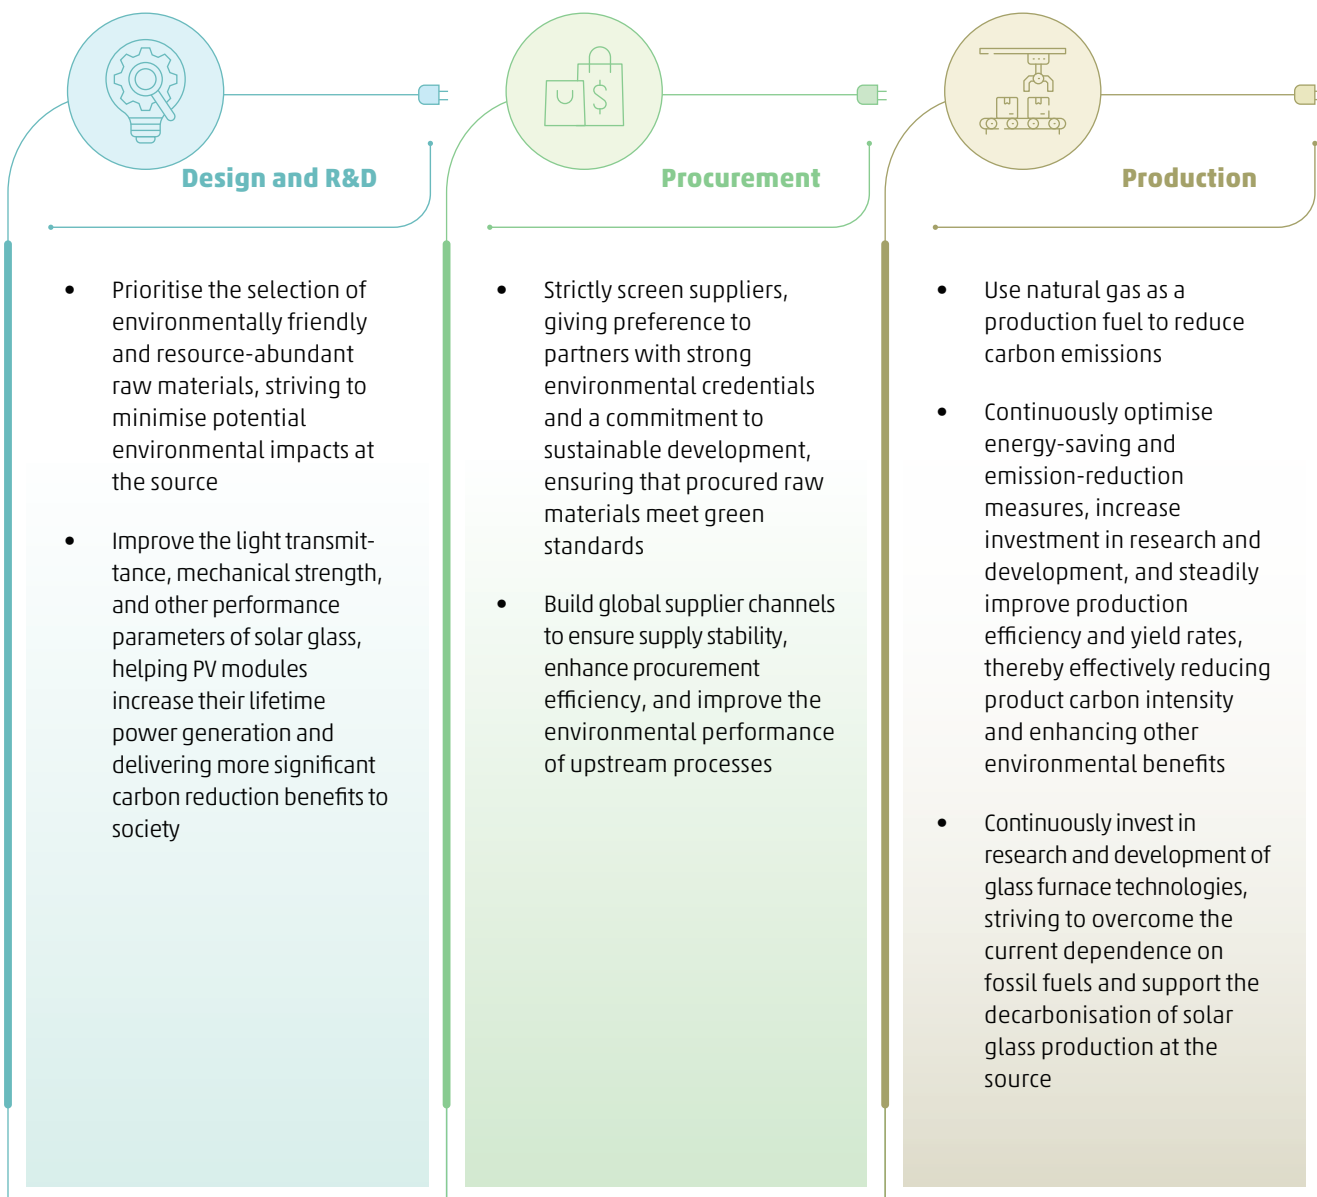 Design and R&D
• Prioritise the selection of
environmentally friendly
and resource-abundant
raw materials, striving to
minimise potential
environmental impacts at
the source
• Improve the light transmit-
tance, mechanical strength,
and other performance
parameters of solar glass,
helping PV modules
increase their lifetime
power generation and
delivering more significant
carbon reduction benefits to
society
Procurement
$
• Strictly screen suppliers,
giving preference to
partners with strong
environmental credentials
and a commitment to
sustainable development,
ensuring that procured raw
materials meet green
standards
• Build global supplier channels
to ensure supply stability,
enhance procurement
efficiency, and improve the
environmental performance
of upstream processes
Production
• Use natural gas as a
production fuel to reduce
carbon emissions
• Continuously optimise
energy-saving and
emission-reduction
measures, increase
investment in research and
development, and steadily
improve production
efficiency and yield rates,
thereby effectively reducing
product carbon intensity
and enhancing other
environmental benefits
• Continuously invest in
research and development of
glass furnace technologies,
striving to overcome the
current dependence on
fossil fuels and support the
decarbonisation of solar
glass production at the
source